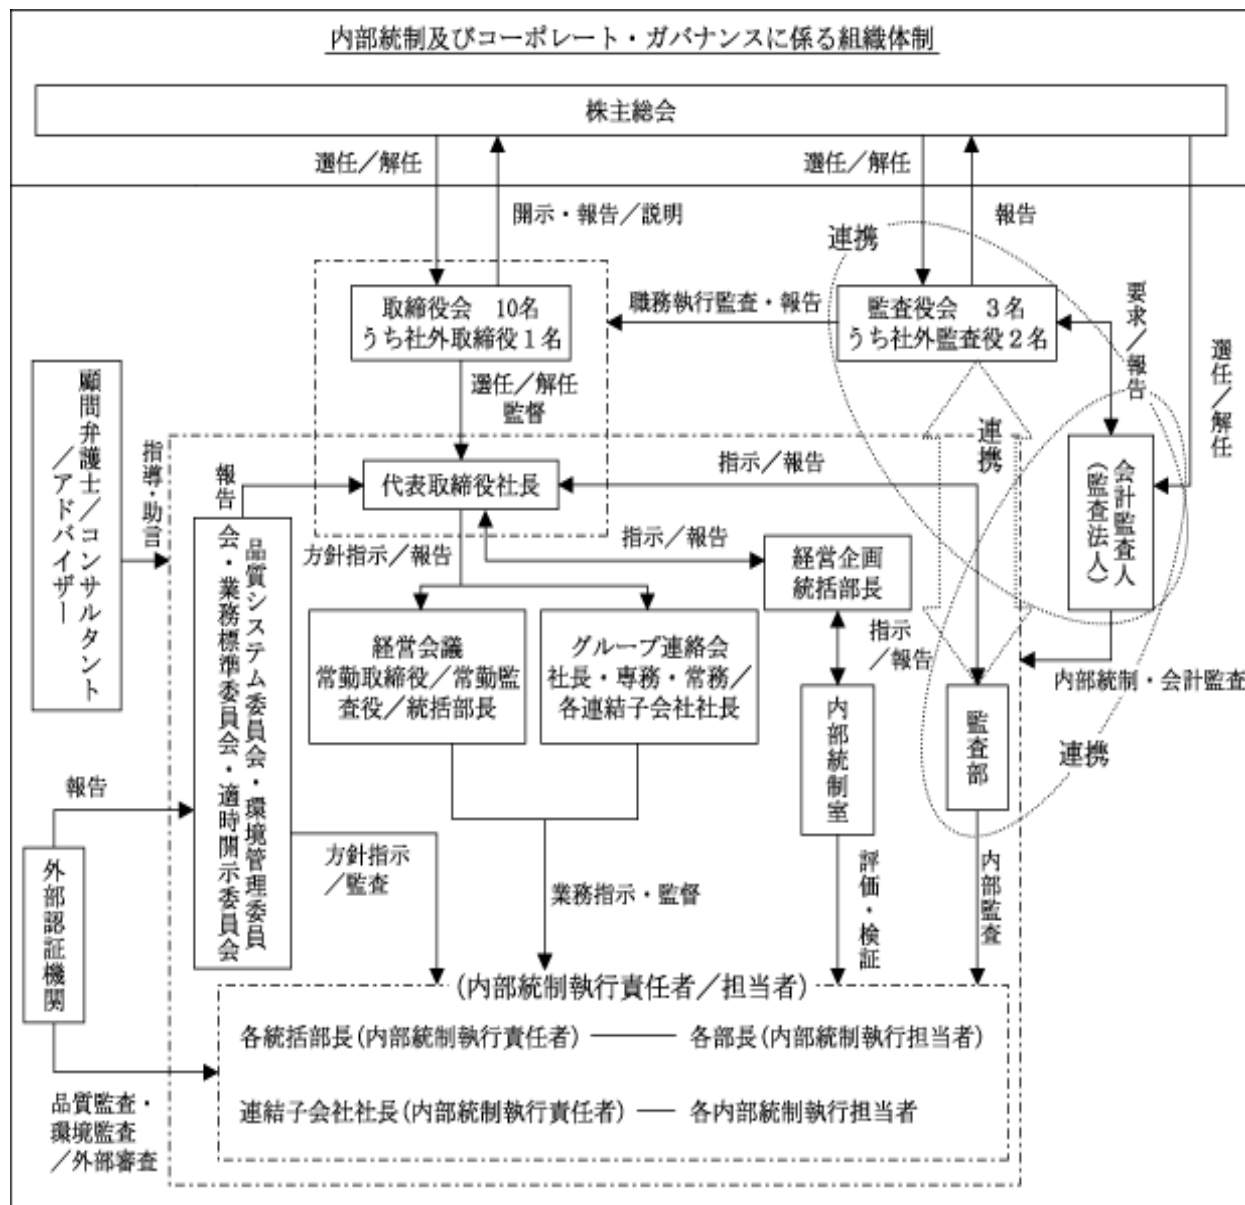 内部統制及びコーポレート・ガバナンスに係る組織体制
株主総会
選任／解任
選任／解任
開示・報告／説明
報告
連携
取締役会　10名
うち社外取締役１名
職務執行監査・報告
監査役会　３名
うち社外監査役２名
要求／報告
選任／解任
選任／解任
監督
連携
顧問弁護士／コンサルタント
／アドバイザー
指導・助言
報告
代表取締役社長
指示／報告
会計監査人
（監査法人）
方針指示／報告
指示／報告
経営企画
統括部長
品質システム委員会・環境管理委員
会・業務標準委員会・適時開示委員会
経営会議
常勤取締役／常勤監
査役／統括部長
グループ連絡会
社長・専務・常務／
各連結子会社社長
指示
／報告
内部統制・会計監査
内部統制室
監査部
連携
報告
外部認証機関
方針指示
／監査
業務指示・監督
評価・検証
内部監査
(内部統制執行責任者／担当者)
各統括部長(内部統制執行責任者)
各部長(内部統制執行担当者)
連結子会社社長(内部統制執行責任者)
各内部統制執行担当者
品質監査・
環境監査
／外部審査